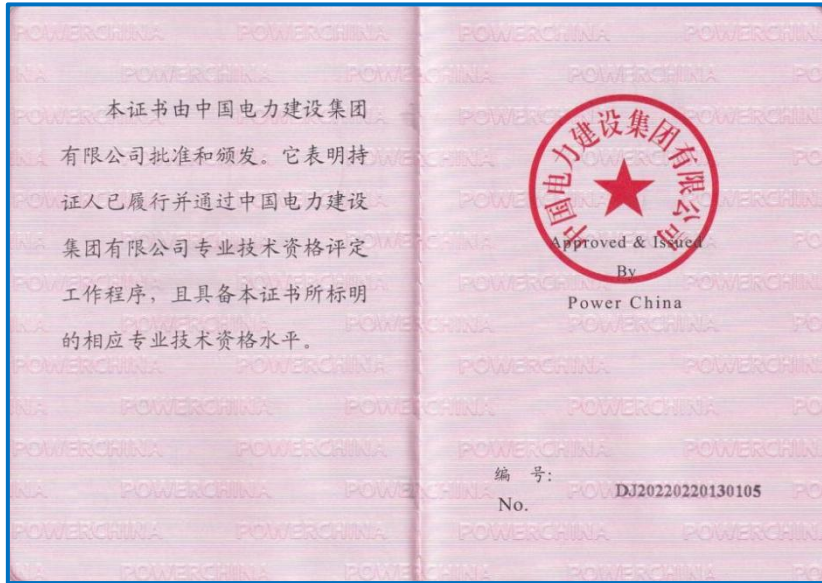 本证书由中国电力建设集团
有限公司批准和颁发。它表明持
证人已履行并通过中国电力建设
集团有限公司专业技术资格评定
工作程序，且具备本证书所标明
的相应专业技术资格水平。
中国电力建设集团有限公司
Approved & Issued
By
Power China
编 号:
No.
DJ20220220130105
POWERCHINA